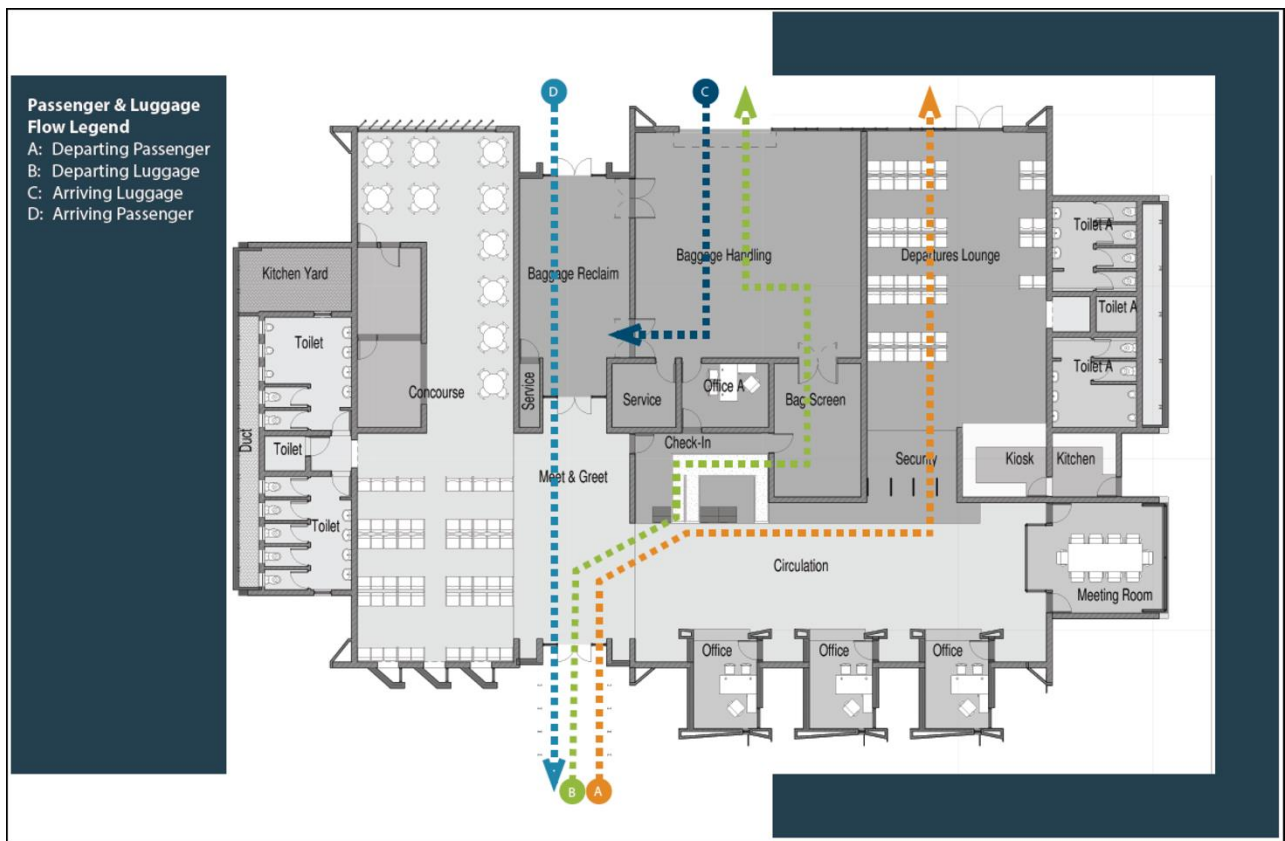 Passenger & Luggage
Flow Legend
A: Departing Passenger
B: Departing Luggage
C: Arriving Luggage
D: Arriving Passenger
D
C
Toilet A
Kitchen Yard
Baggage Reclaim
Baggage Handling
Departures Lounge
Toilet A
Toilet
Toilet A
Concourse
Service
Service
Office A
Bag Screen
Duct
Toilet
Check-In
Meet & Greet
Security
Kiosk
Kitchen
Toilet
Circulation
Meeting Room
Office
Office
Office
B
A